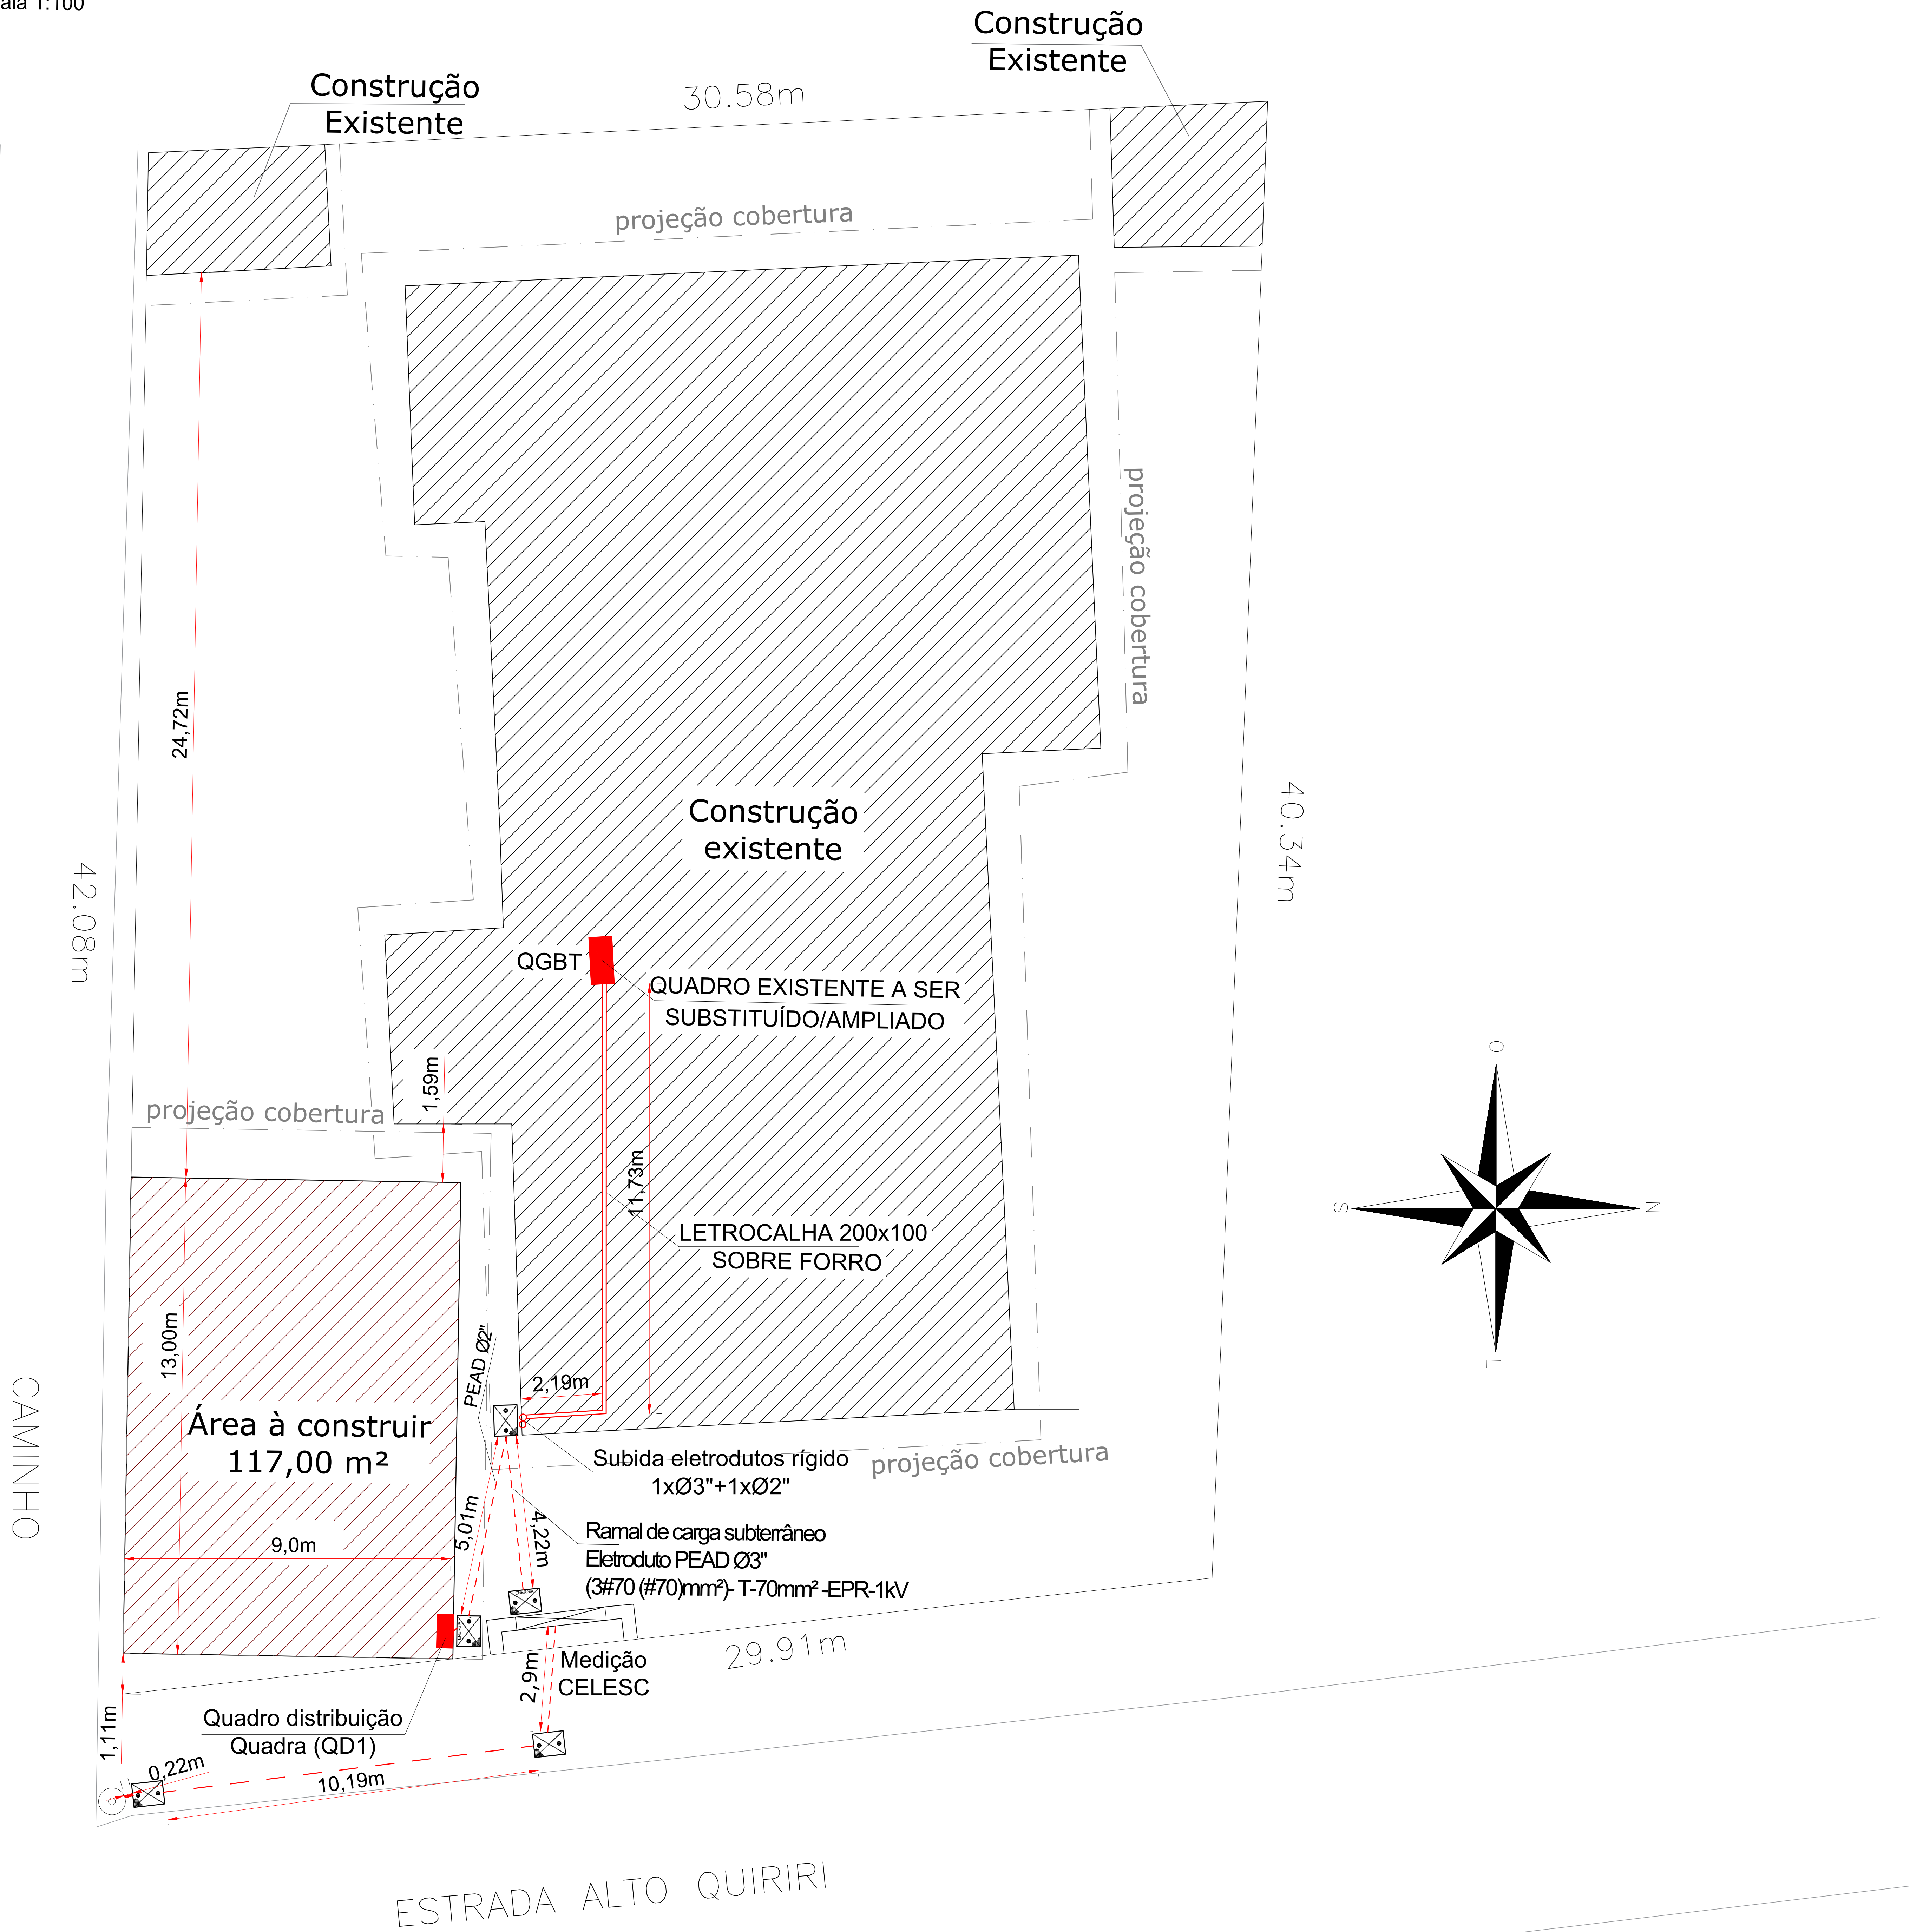 ala 1:100
Construção
Existente
30.58m
Construção
Existente
projeção cobertura
projeção cobertura
24,72m
42.08m
40.34m
Construção
existente
QGBT
QUADRO EXISTENTE A SER
SUBSTITUÍDO/AMPLIADO
1,59m
projeção cobertura
11,73m
LETROCALHA 200x100
SOBRE FORRO
O
S
N
L
13,00m
PEAD Ø2"
2,19m
Área à construir
117,00 m²
CAMINHO
Subida eletrodutos rígido
1xØ3"+1xØ2"
projeção cobertura
5,01m
4,22m
9,0m
Ramal de carga subterrâneo
Eletroduto PEAD Ø3"
(3#70 (#70)mm²)- T-70mm² -EPR-1kV
29.91m
Medição
CELESC
2,9m
Quadro distribuição
Quadra (QD1)
1,11m
0,22m
10,19m
ESTRADA ALTO QUIRIRI